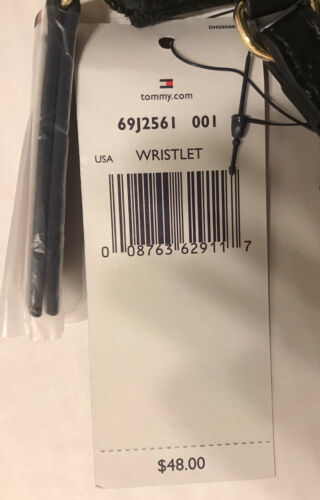 tommy.com
69J2561 001
USA WRISTLET
0 08763 62911 7
$48.00